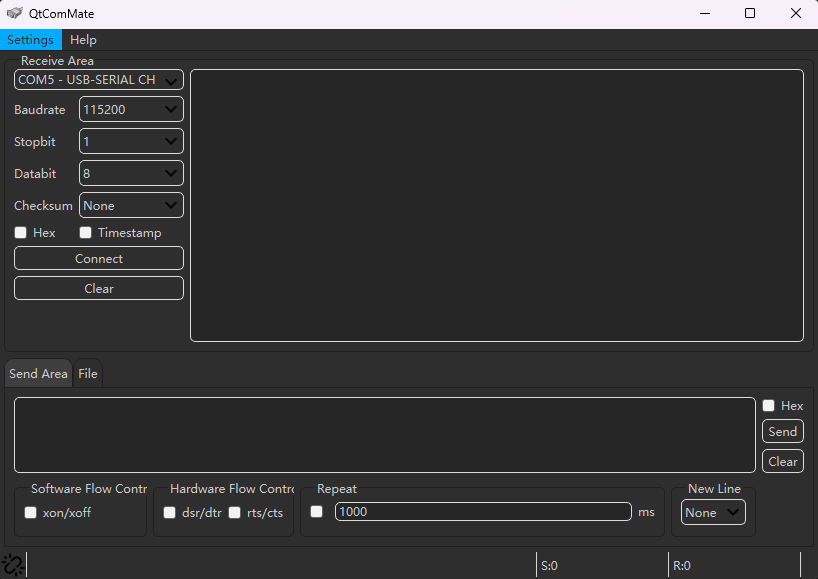 QtComMate
Settings Help
Receive Area
COM5 - USB-SERIAL CH
Baudrate 115200
Stopbit 1
Databit 8
Checksum None
Hex Timestamp
Connect
Clear
Send Area File
Hex
Send
Clear
Software Flow Contr Hardware Flow Contro Repeat New Line
xon/xoff dsr/dtr rts/cts 1000 ms None
S:0 R:0